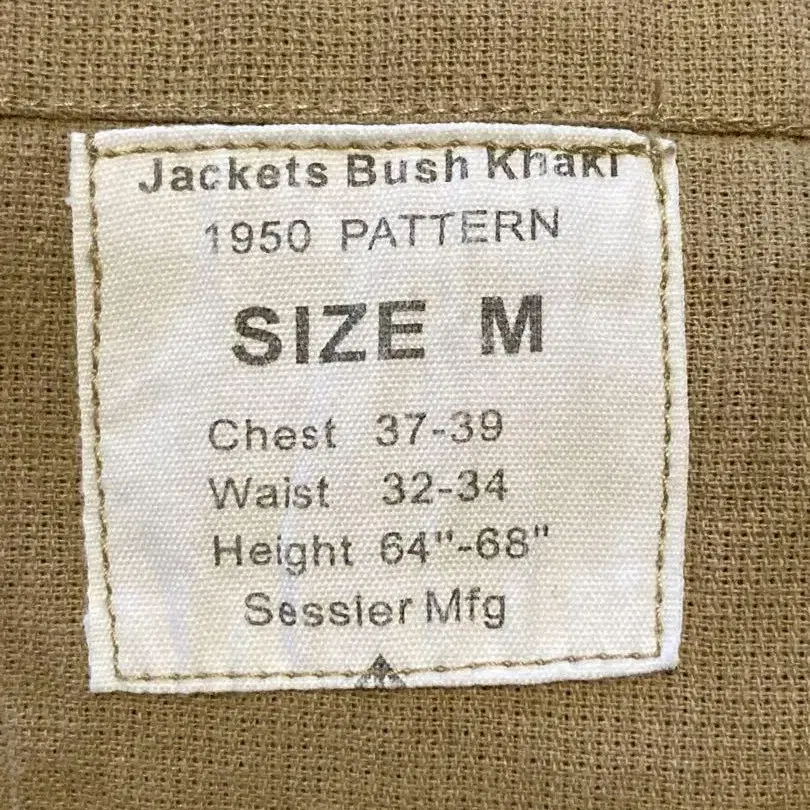 Jackets Bush Khaki
1950 PATTERN
SIZE M
Chest 37-39
Waist 32-34
Height 64"-68"
Sessler Mfg